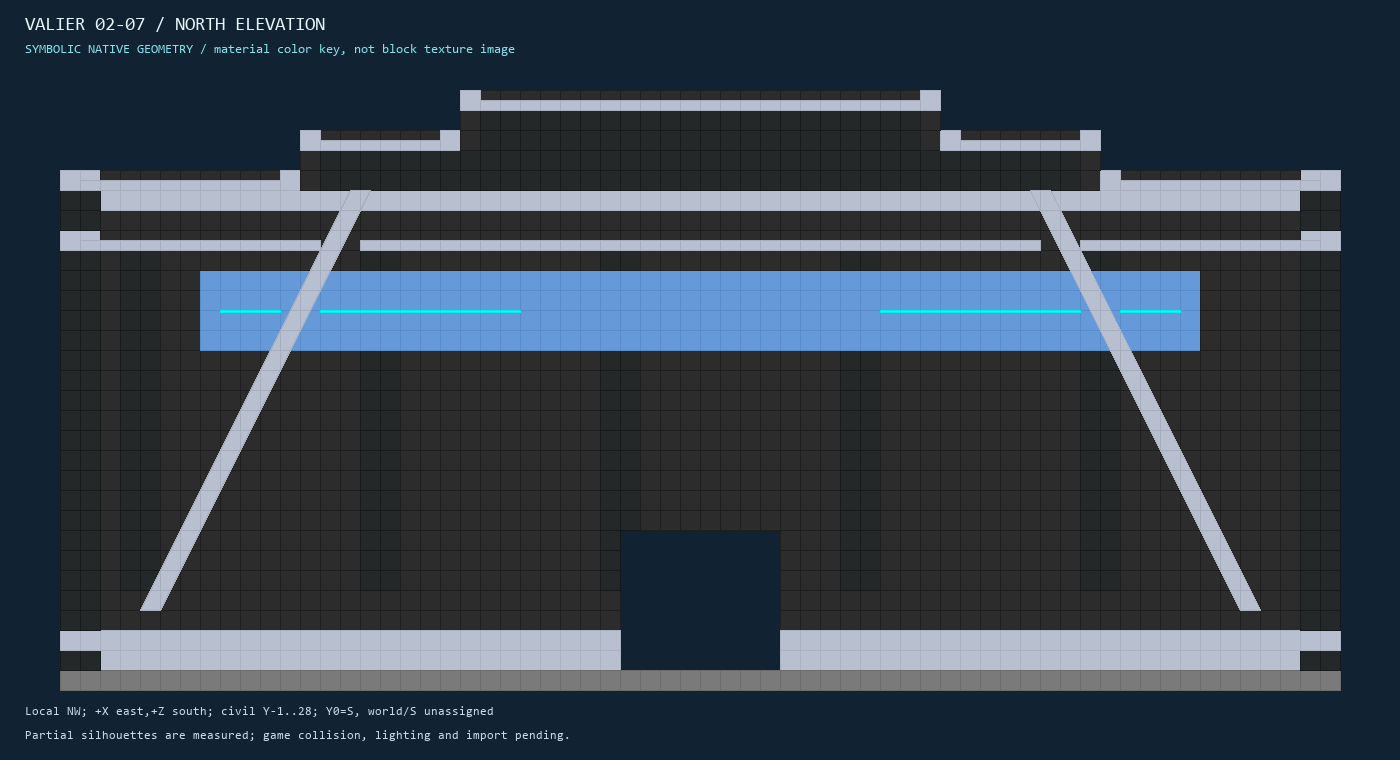 VALIER 02-07 / NORTH ELEVATION
SYMBOLIC NATIVE GEOMETRY / material color key, not block texture image
Local NW; +X east,+Z south; civil Y-1..28; Y0=S, world/S unassigned
Partial silhouettes are measured; game collision, lighting and import pending.